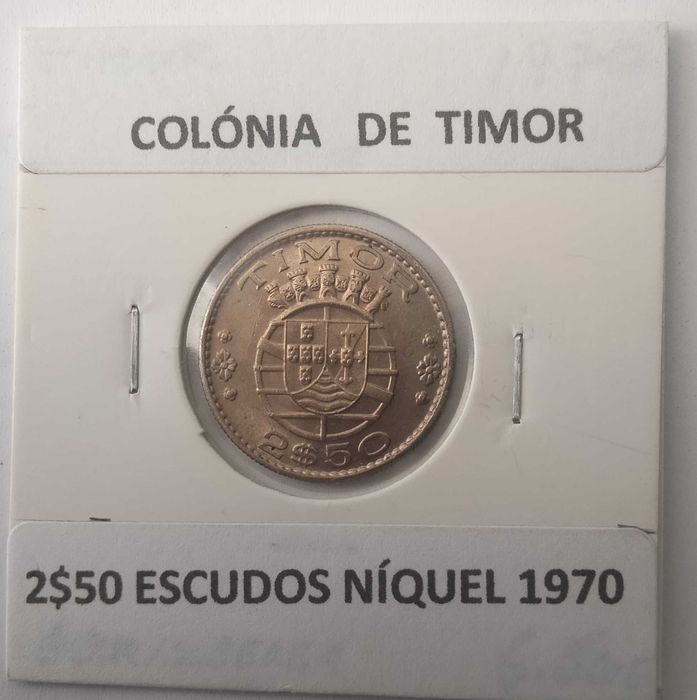 COLÓNIA DE TIMOR
TIMOR
2$50
2$50 ESCUDOS NÍQUEL 1970